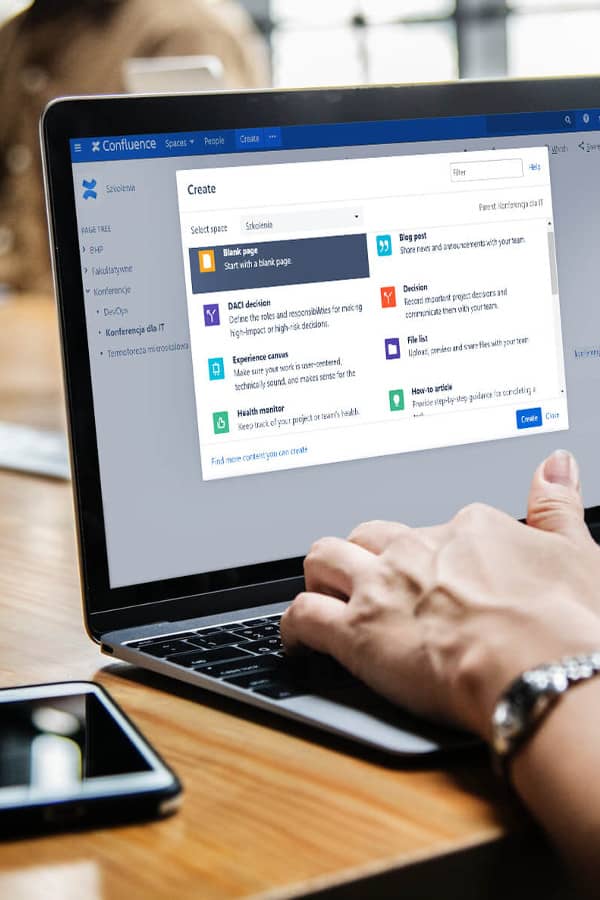 Confluence Spaces People Create ...
Watch Share
Szkolenia
PAGE TREE
BHP
Fakultatywne
Konferencje
DevOps
Konferencja dla IT
Termoforeza mikroskalowa
Create
Filter
Help
Select space Szkolenia
Parent: Konferencja dla IT
Blank page
Start with a blank page.
Blog post
Share news and announcements with your team.
DACI decision
Define the roles and responsibilities for making
high-impact or high-risk decisions.
Decision
Record important project decisions and
communicate them with your team.
Experience canvas
Make sure your work is user-centered,
technically sound, and makes sense for the
File list
Upload, preview and share files with your team
Health monitor
Keep track of your project or team's health.
How-to article
Provide step-by-step guidance for completing a
Find more content you can create
Create Close